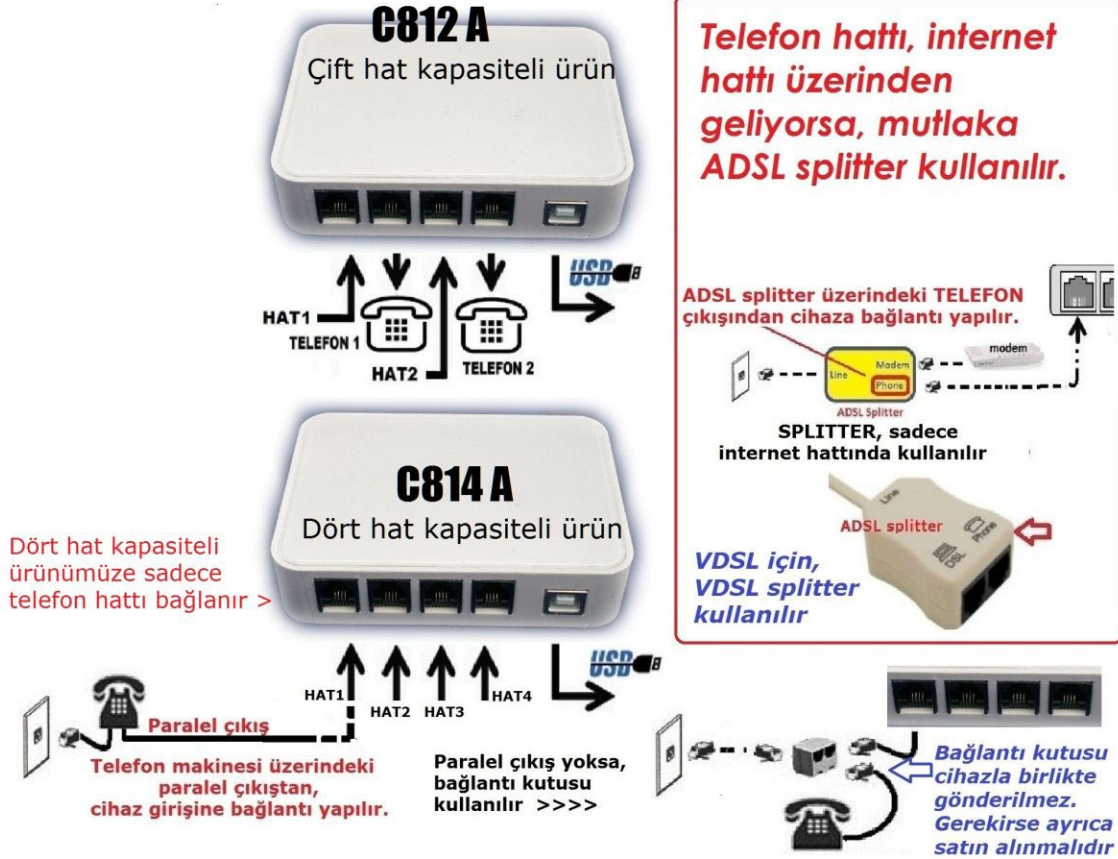 C812 A
Çift hat kapasiteli ürün
HAT1
TELEFON 1
HAT2
TELEFON 2
USB
Telefon hattı, internet
hattı üzerinden
geliyorsa, mutlaka
ADSL splitter kullanılır.
ADSL splitter üzerindeki TELEFON
çıkışından cihaza bağlantı yapılır.
modem
Line
Modem
Phone
ADSL Splitter
SPLITTER, sadece
internet hattında kullanılır
Line
ADSL splitter
Phone
DSL
VDSL için,
VDSL splitter
kullanılır
C814 A
Dört hat kapasiteli ürün
Dört hat kapasiteli
ürünümüze sadece
telefon hattı bağlanır >
HAT1
HAT2
HAT3
HAT4
USB
Paralel çıkış
Telefon makinesi üzerindeki
paralel çıkıştan,
cihaz girişine bağlantı yapılır.
Paralel çıkış yoksa,
bağlantı kutusu
kullanılır >>>>
Bağlantı kutusu
cihazla birlikte
gönderilmez.
Gerekirse ayrıca
satın alınmalıdır